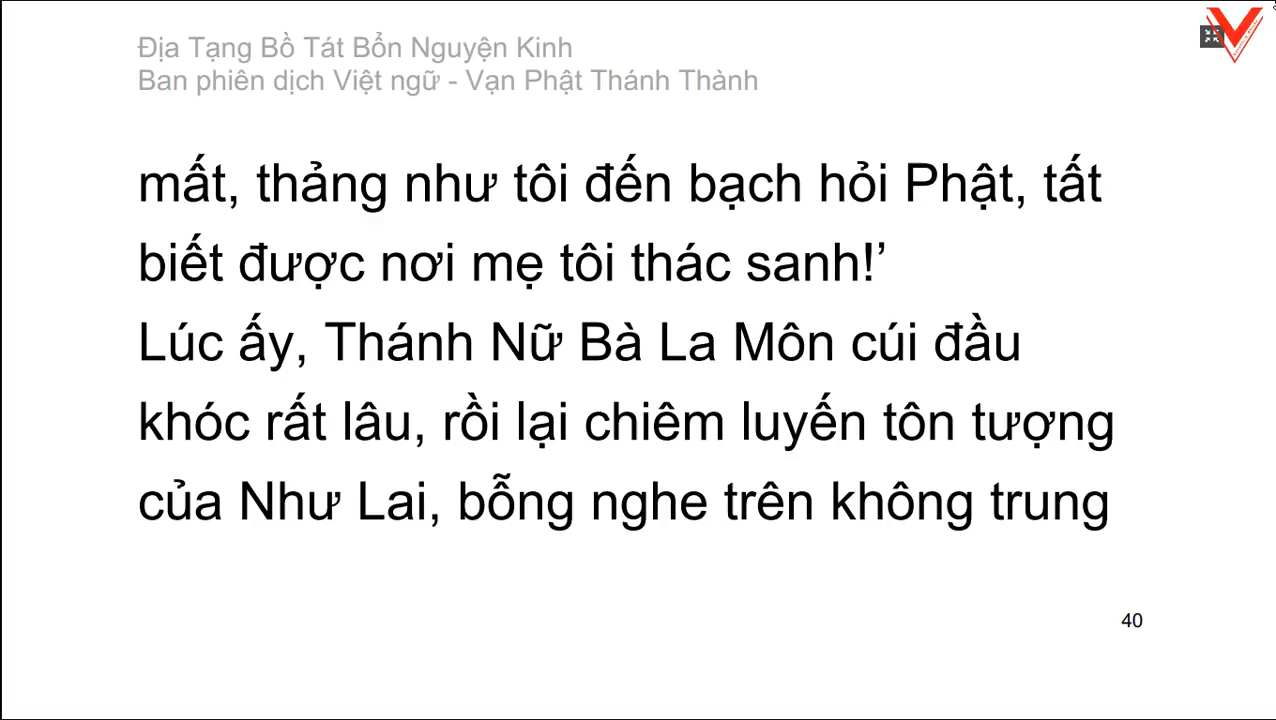 Địa Tạng Bồ Tát Bổn Nguyện Kinh
Ban phiên dịch Việt ngữ - Vạn Phật Thánh Thành
mất, thảng như tôi đến bạch hỏi Phật, tất
biết được nơi mẹ tôi thác sanh!’
Lúc ấy, Thánh Nữ Bà La Môn cúi đầu
khóc rất lâu, rồi lại chiêm luyến tôn tượng
của Như Lai, bỗng nghe trên không trung
40